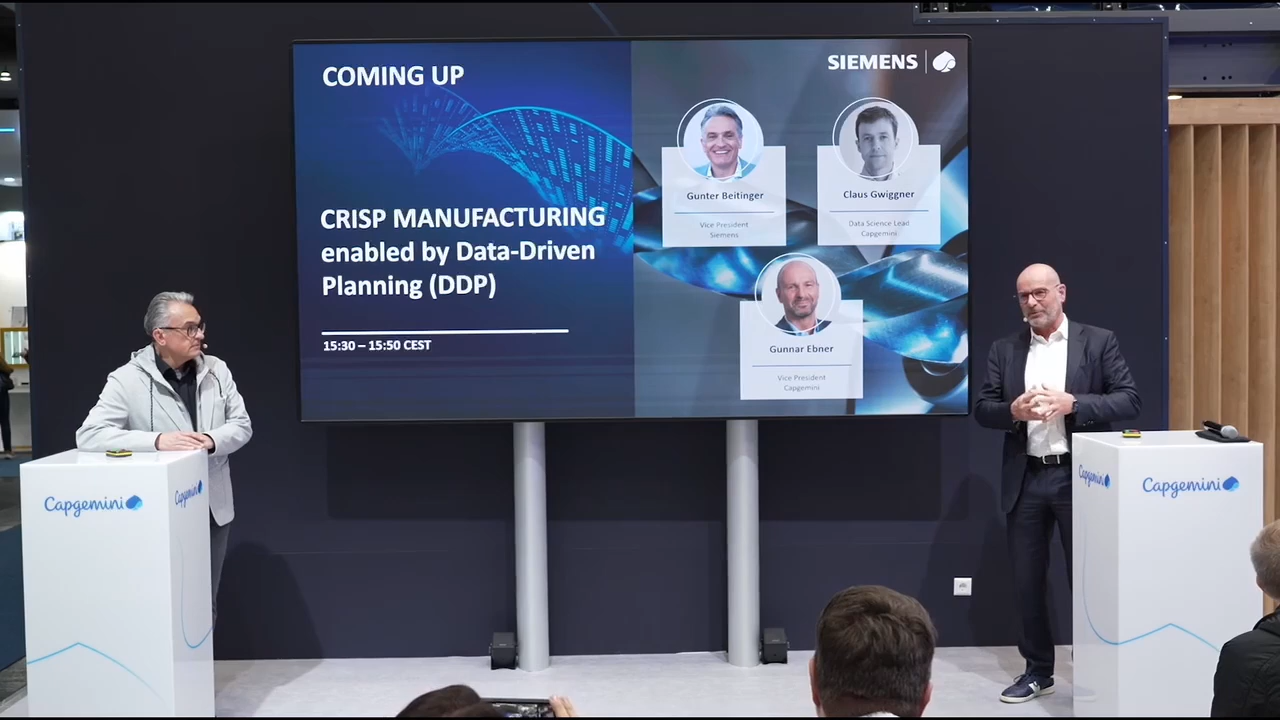 COMING UP
SIEMENS
CRISP MANUFACTURING
enabled by Data-Driven
Planning (DDP)
15:30 – 15:50 CEST
Gunter Beitinger
Vice President
Siemens
Claus Gwiggner
Data Science Lead
Capgemini
Gunnar Ebner
Vice President
Capgemini
Capgemini
Capgemini
Capgemini
Capgemini